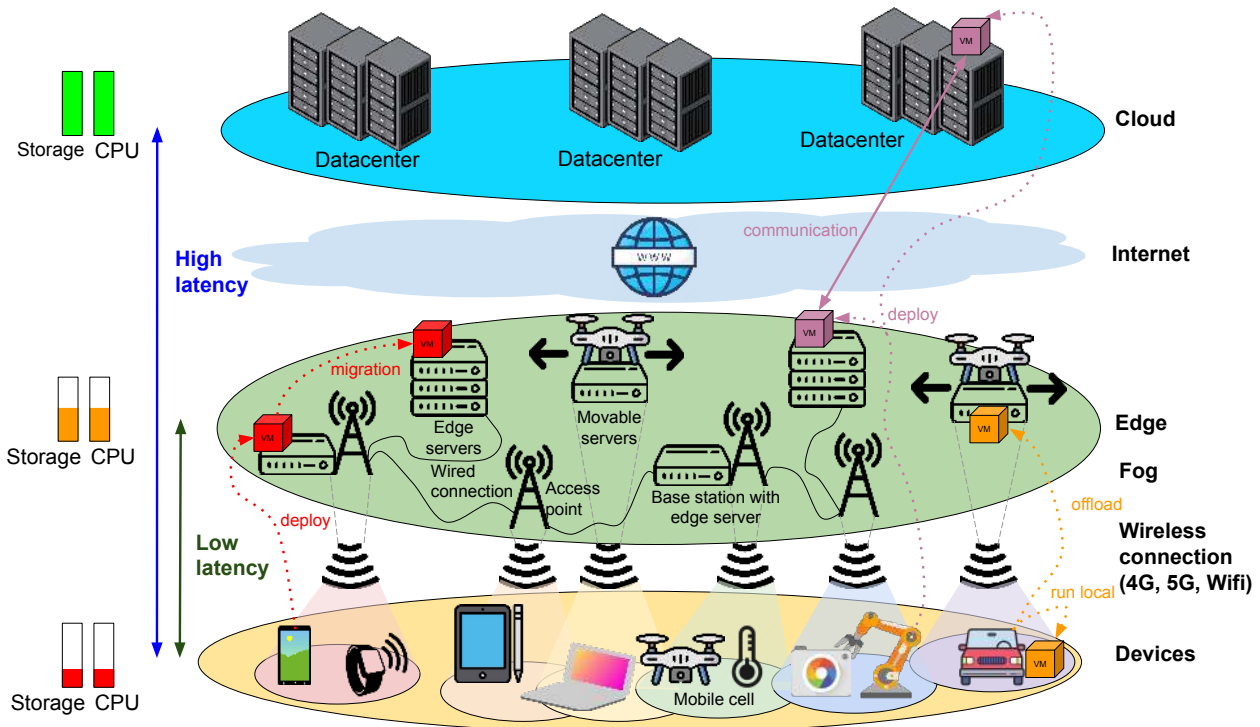 VM
Cloud
Datacenter
Datacenter
Datacenter
Storage CPU
communication
WWW
Internet
High
latency
deploy
VM
VM
migration
Movable
servers
Edge
servers
VM
VM
Edge
Storage CPU
Wired
connection
Access
point
Base station with
edge server
Fog
offload
deploy
Low
latency
Wireless
connection
(4G, 5G, Wifi)
run local
VM
Devices
Mobile cell
Storage CPU